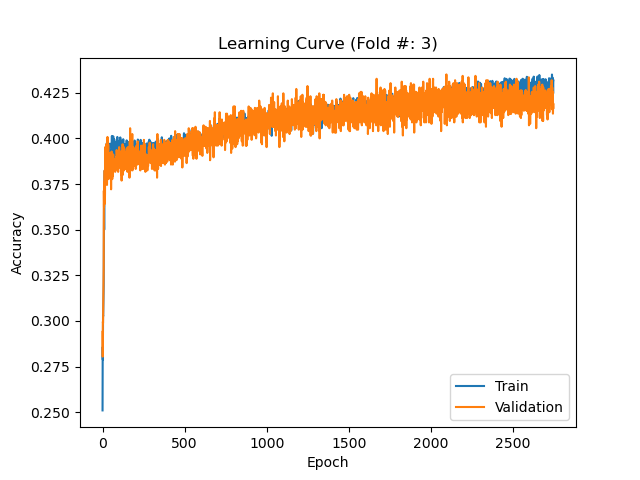 Learning Curve (Fold #: 3)
0.425
0.400
0.375
0.350
0.325
0.300
0.275
0.250
Accuracy
Train
Validation
0 500 1000 1500 2000 2500
Epoch